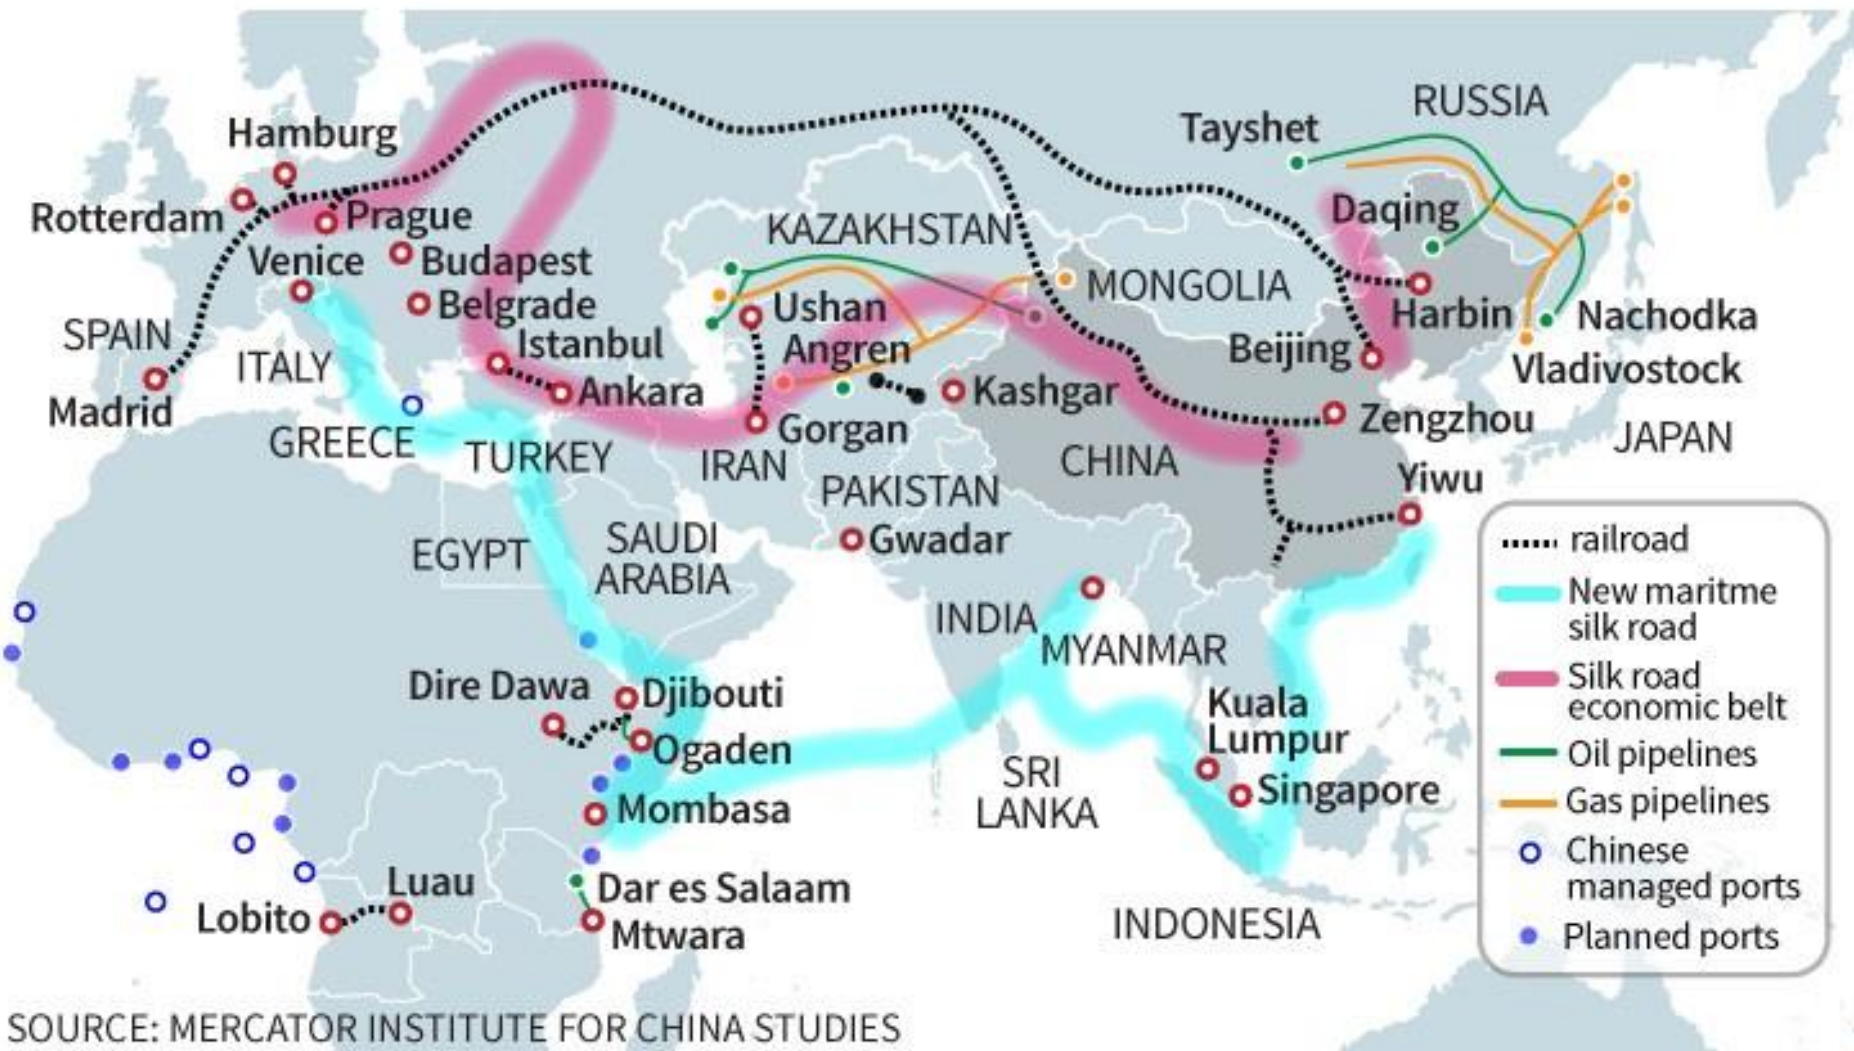 RUSSIA
Tayshet
Hamburg
Rotterdam
Prague
Daqing
KAZAKHSTAN
Venice
Budapest
MONGOLIA
Belgrade
Ushan
Harbin
Nachodka
SPAIN
Istanbul
Angren
Beijing
Vladivostock
ITALY
Ankara
Kashgar
Madrid
Gorgan
Zengzhou
JAPAN
GREECE
TURKEY
IRAN
CHINA
PAKISTAN
Yiwu
EGYPT
SAUDI
ARABIA
Gwadar
INDIA
MYANMAR
Dire Dawa
Djibouti
Ogaden
Kuala
Lumpur
SRI
LANKA
Singapore
Mombasa
Luau
Dar es Salaam
Lobito
Mtwara
INDONESIA
railroad
New maritme
silk road
Silk road
economic belt
Oil pipelines
Gas pipelines
Chinese
managed ports
Planned ports
SOURCE: MERCATOR INSTITUTE FOR CHINA STUDIES